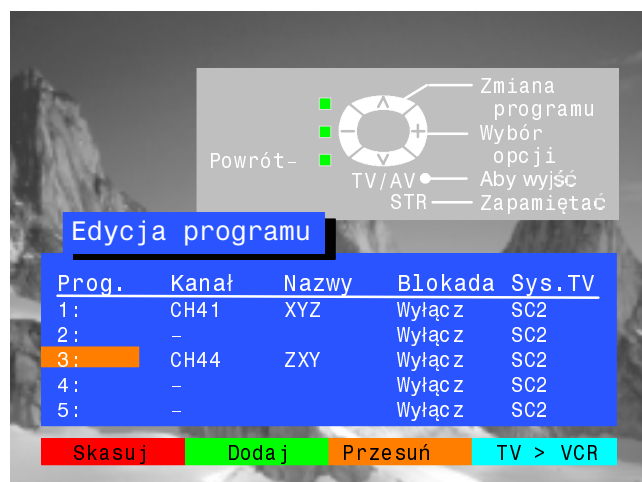 Zmiana
programu
Wybór
opcji
Powrót–
TV/AV Aby wyjść
STR Zapamiętać
Edycja programu
Prog. Kanał Nazwy Blokada Sys.TV
1: CH41 XYZ Wyłącz SC2
2: – Wyłącz SC2
3: CH44 ZXY Wyłącz SC2
4: – Wyłącz SC2
5: – Wyłącz SC2
Skasuj Dodaj Przesuń TV > VCR